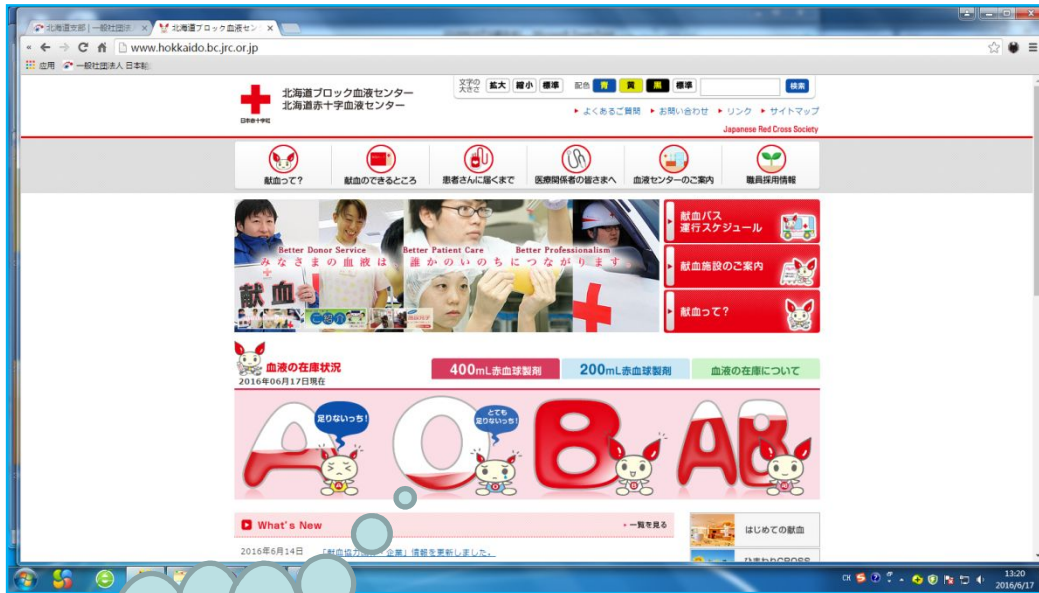 北海道支部 | 一般社団法人
北海道ブロック血液セン
www.hokkaido.bc.jrc.or.jp
应用 一般社団法人 日本輸
北海道ブロック血液センター
北海道赤十字血液センター
日本赤十字社
文字の大きさ 拡大 縮小 標準 配色 青 黄 黒 標準 検索
よくあるご質問 お問い合わせ リンク サイトマップ
Japanese Red Cross Society
献血って? 献血のできるところ 患者さんに届くまで 医療関係者の皆さまへ 血液センターのご案内 職員採用情報
Better Donor Service Better Patient Care Better Professionalism
みなさまの血液は 誰かのいのちにつながります。
献血
ご紹介
献血バス
運行スケジュール
献血施設のご案内
献血って?
血液の在庫状況
2016年06月17日現在
400mL赤血球製剤 200mL赤血球製剤 血液の在庫について
足りないっち!
とても
足りないっち!
A O B AB
What's New
一覧を見る
はじめての献血
2016年6月14日 「献血協力 企業」情報を更新しました。
ひまわりCROSS
CH
13:20
2016/6/17